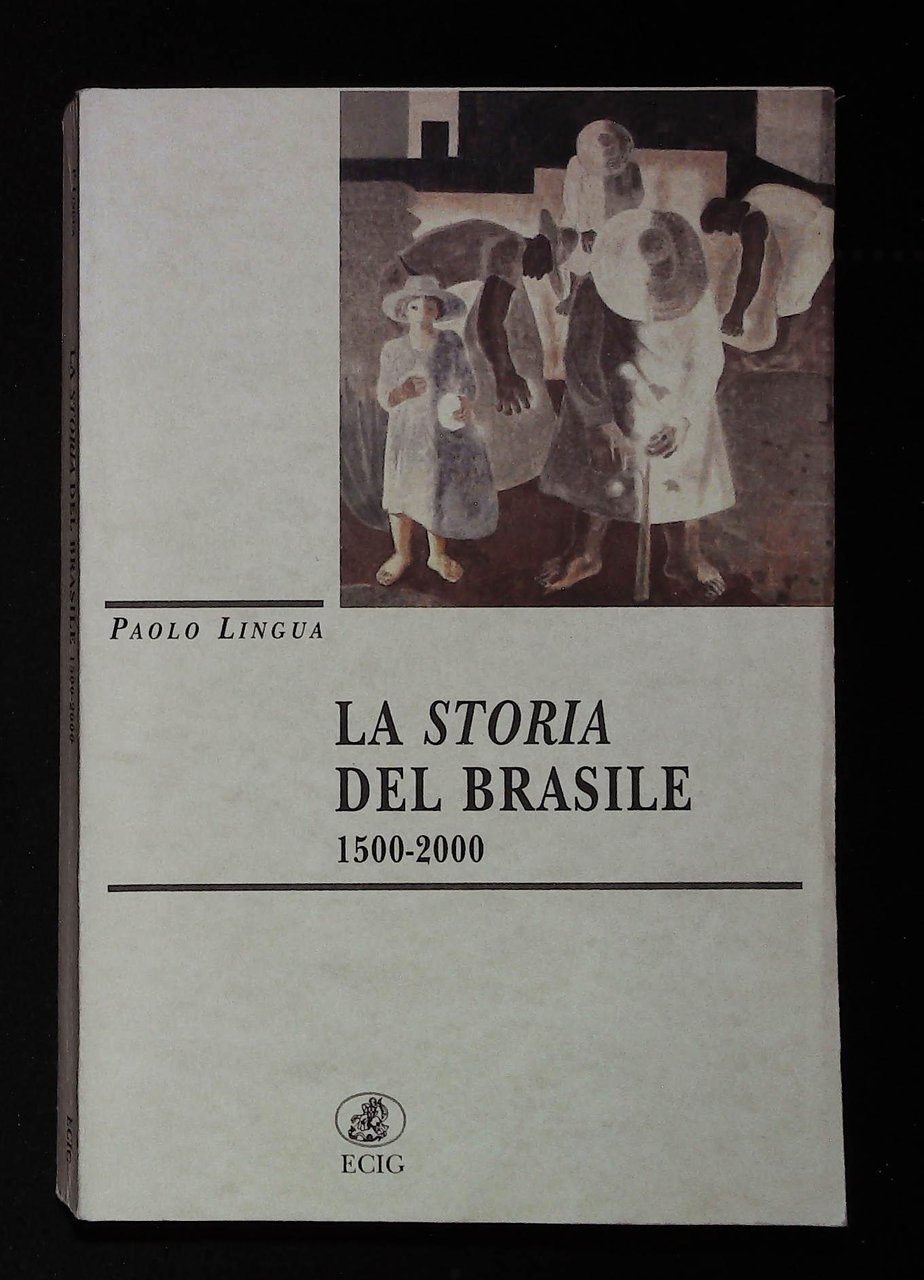 PAOLO LINGUA
LA STORIA
DEL BRASILE
1500-2000
ECIG
LA STORIA DEL BRASILE 1500-2000
ECIG